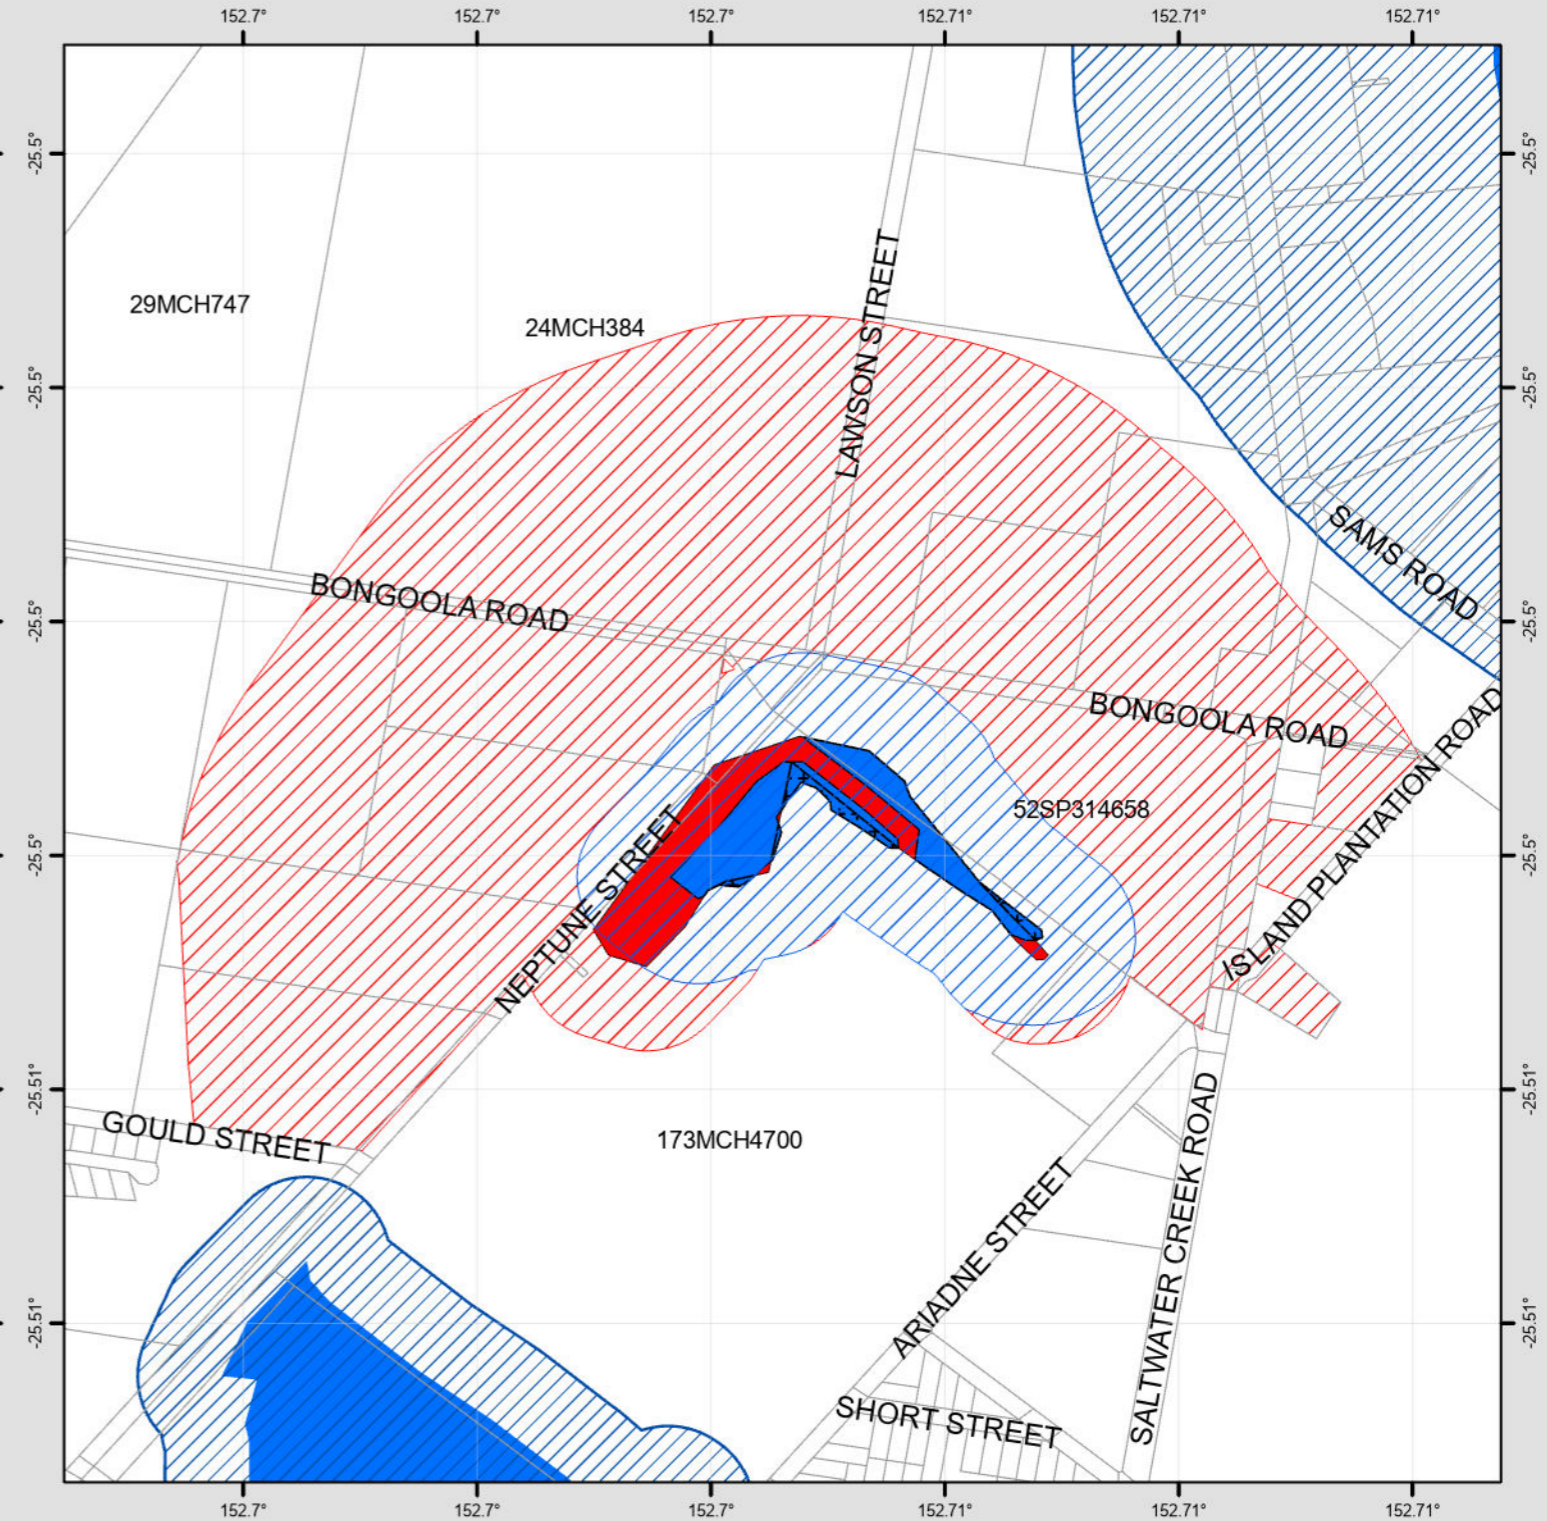 152.7° 152.7° 152.7° 152.71° 152.71° 152.71°
-25.5° -25.5°
LAWSON STREET
29MCH747
24MCH384
-25.5° -25.5°
SAMS ROAD
BONGOOLA ROAD
-25.5° -25.5°
BONGOOLA ROAD
52SP314658
ISLAND PLANTATION ROAD
-25.5° -25.5°
NEPTUNE STREET
-25.51° -25.51°
GOULD STREET
173MCH4700
SALTWATER CREEK ROAD
ARIADNE STREET
-25.51° -25.51°
SHORT STREET
152.7° 152.7° 152.7° 152.71° 152.71° 152.71°